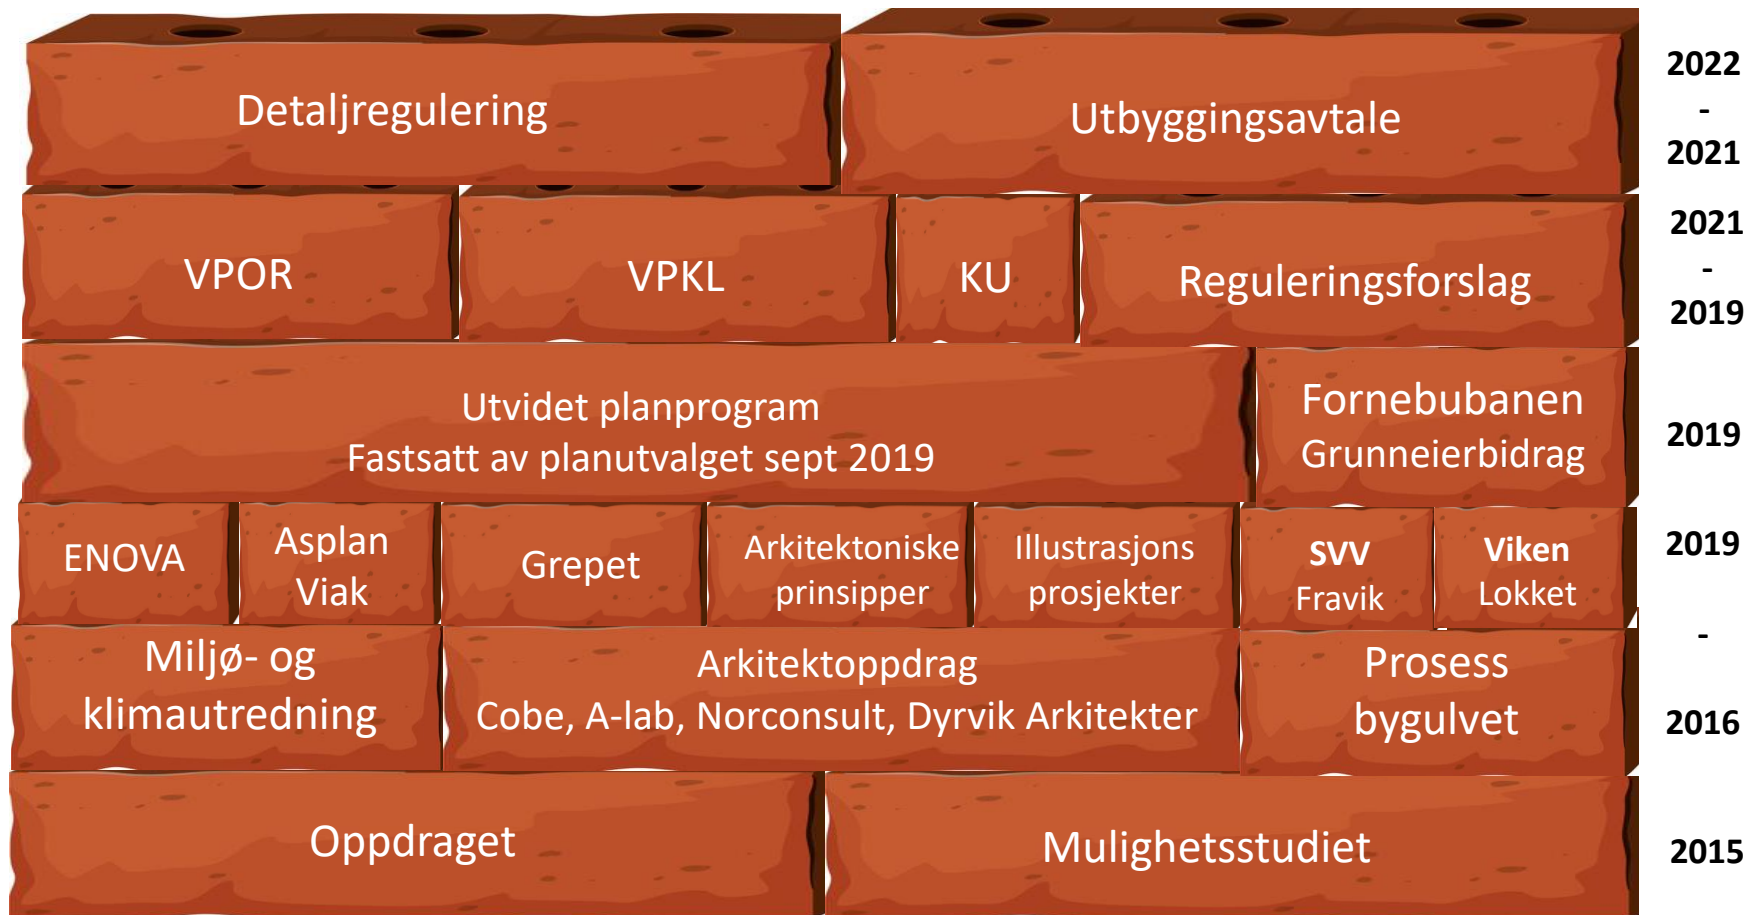 Detaljregulering
Utbyggingsavtale
2022
-
2021
VPOR
VPKL
KU
Reguleringsforslag
2021
-
2019
Utvidet planprogram
Fastsatt av planutvalget sept 2019
Fornebubanen
Grunneierbidrag
2019
ENOVA
Asplan
Viak
Grepet
Arkitektoniske
prinsipper
Illustrasjons
prosjekter
SVV
Fravik
Viken
Lokket
2019
-
2016
Miljø- og
klimautredning
Arkitektoppdrag
Cobe, A-lab, Norconsult, Dyrvik Arkitekter
Prosess
bygulvet
Oppdraget
Mulighetsstudiet
2015